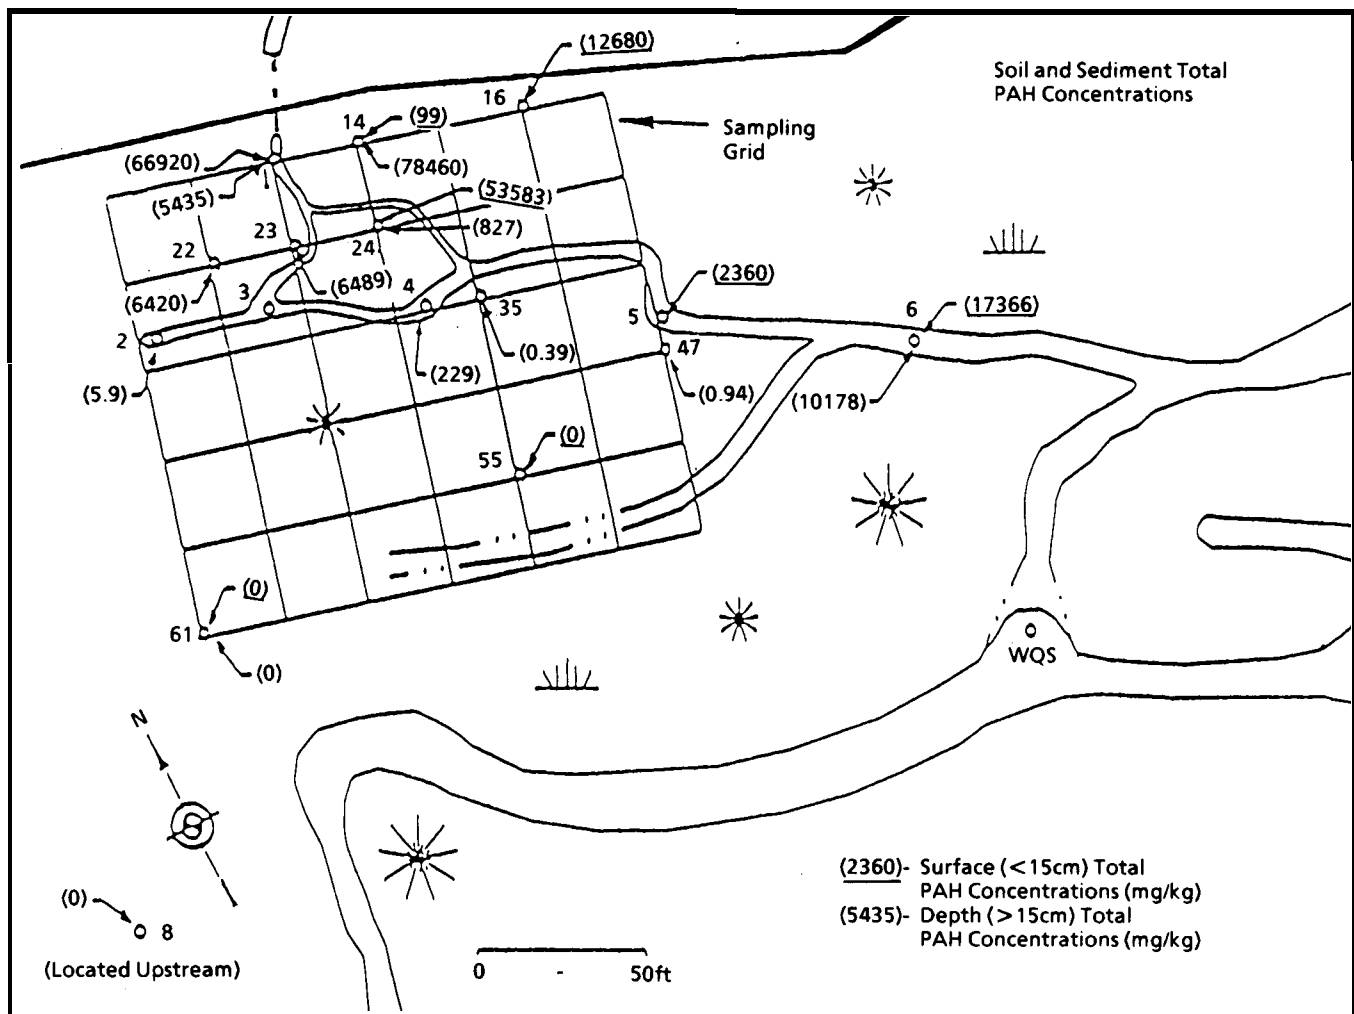 (12680)
Soil and Sediment Total
PAH Concentrations
16
14
(99)
Sampling
Grid
(66920)
(78460)
(5435)
(53583)
(827)
23
24
22
(6420)
3
(6489)
4
35
(2360)
5
6
(17366)
2
(0.39)
47
(229)
(5.9)
(0.94)
(10178)
55
(0)
(0)
61
(0)
WQS
N
(2360)- Surface (<15cm) Total
PAH Concentrations (mg/kg)
(5435)- Depth (>15cm) Total
PAH Concentrations (mg/kg)
(0)
8
(Located Upstream)
0 - 50ft